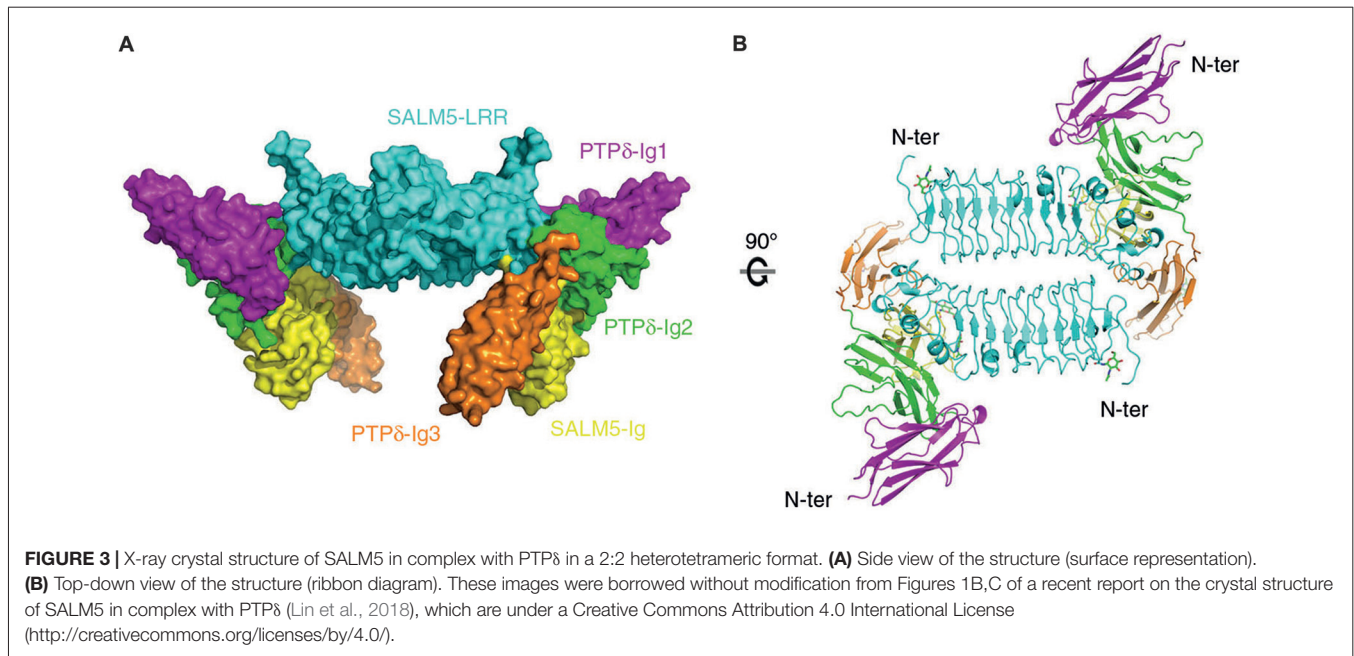 A
B
SALM5-LRR
PTPδ-Ig1
N-ter
N-ter
90°
PTPδ-Ig2
PTPδ-Ig3
SALM5-Ig
N-ter
N-ter
FIGURE 3 | X-ray crystal structure of SALM5 in complex with PTPδ in a 2:2 heterotetrameric format. (A) Side view of the structure (surface representation).
(B) Top-down view of the structure (ribbon diagram). These images were borrowed without modification from Figures 1B,C of a recent report on the crystal structure
of SALM5 in complex with PTPδ (Lin et al., 2018), which are under a Creative Commons Attribution 4.0 International License
(http://creativecommons.org/licenses/by/4.0/).